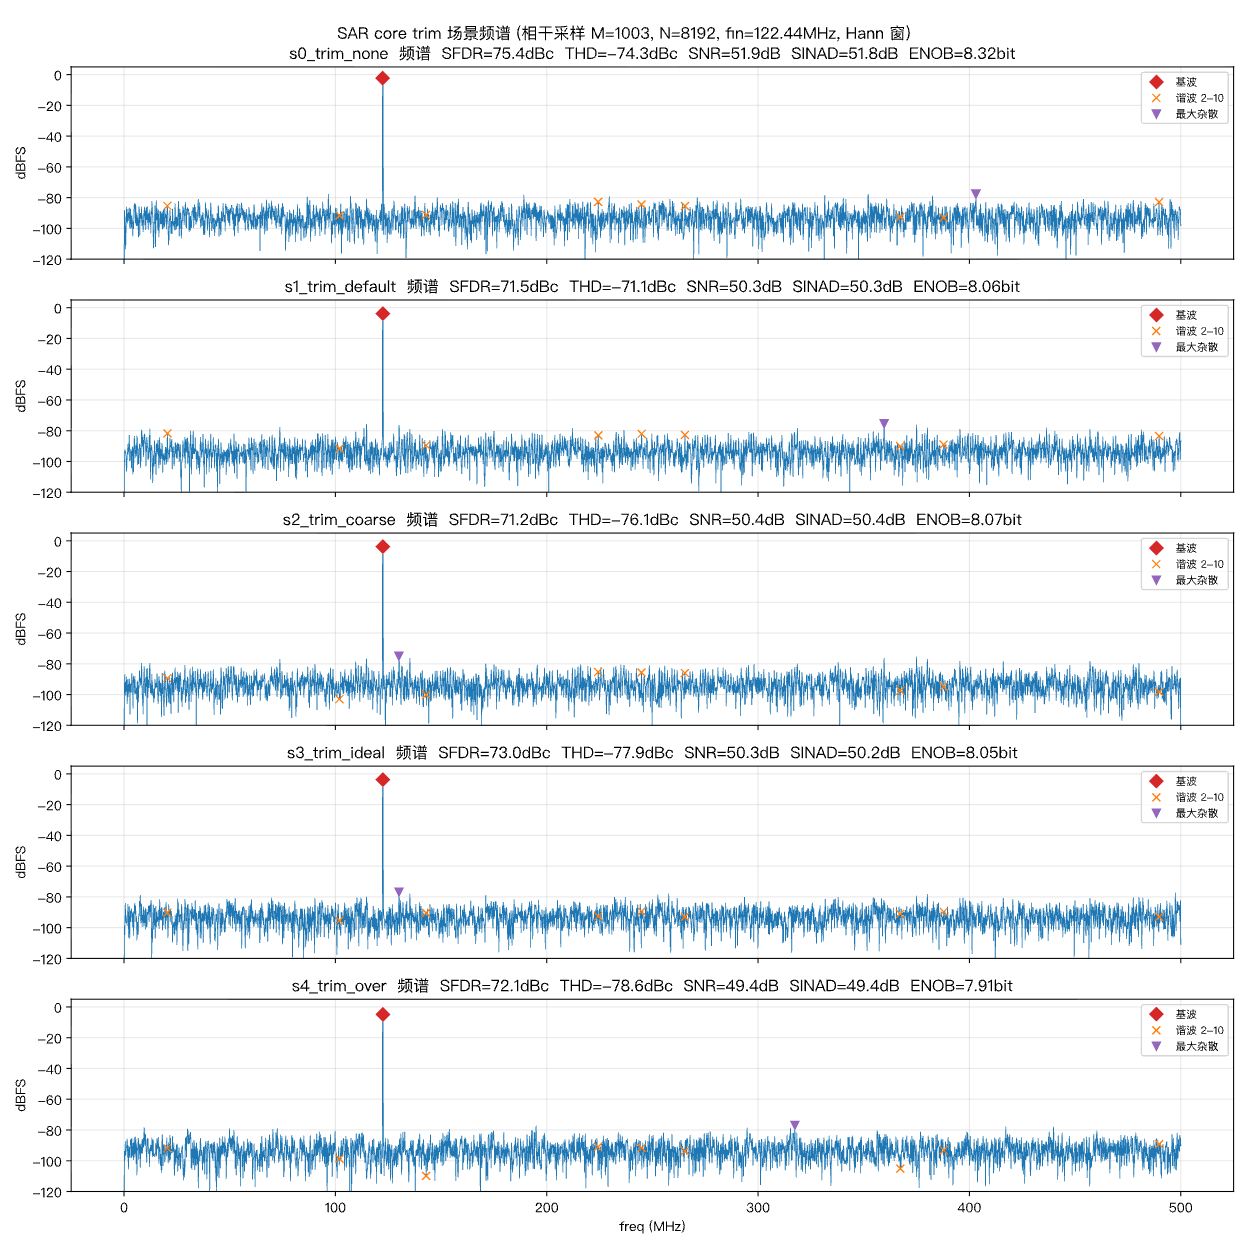 SAR core trim 场景频谱 (相干采样 M=1003, N=8192, fin=122.44MHz, Hann 窗)
s0_trim_none 频谱 SFDR=75.4dBc THD=−74.3dBc SNR=51.9dB SINAD=51.8dB ENOB=8.32bit
0
−20
−40
−60
−80
−100
−120
dBFS
基波
谐波 2–10
最大杂散
s1_trim_default 频谱 SFDR=71.5dBc THD=−71.1dBc SNR=50.3dB SINAD=50.3dB ENOB=8.06bit
0
−20
−40
−60
−80
−100
−120
dBFS
基波
谐波 2–10
最大杂散
s2_trim_coarse 频谱 SFDR=71.2dBc THD=−76.1dBc SNR=50.4dB SINAD=50.4dB ENOB=8.07bit
0
−20
−40
−60
−80
−100
−120
dBFS
基波
谐波 2–10
最大杂散
s3_trim_ideal 频谱 SFDR=73.0dBc THD=−77.9dBc SNR=50.3dB SINAD=50.2dB ENOB=8.05bit
0
−20
−40
−60
−80
−100
−120
dBFS
基波
谐波 2–10
最大杂散
s4_trim_over 频谱 SFDR=72.1dBc THD=−78.6dBc SNR=49.4dB SINAD=49.4dB ENOB=7.91bit
0
−20
−40
−60
−80
−100
−120
dBFS
基波
谐波 2–10
最大杂散
0 100 200 300 400 500
freq (MHz)